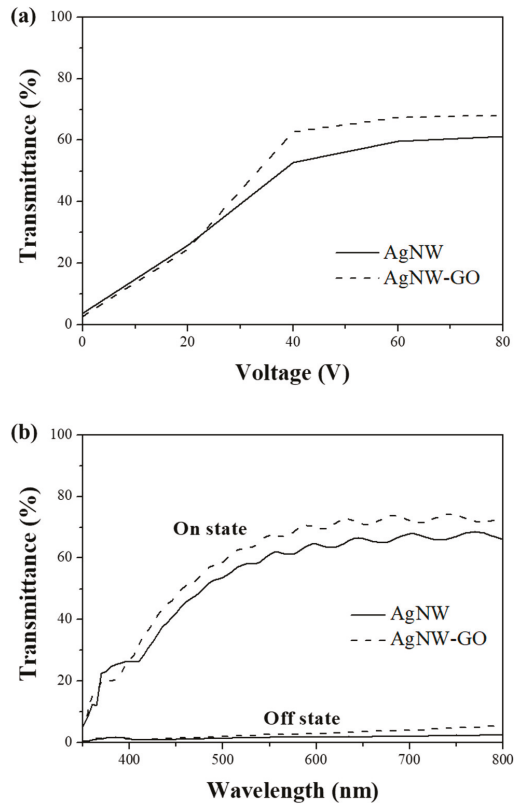 (a)
100
80
60
40
20
0
Transmittance (%)
AgNW
AgNW-GO
0 20 40 60 80
Voltage (V)
(b)
100
80
60
40
20
0
Transmittance (%)
On state
AgNW
AgNW-GO
Off state
400 500 600 700 800
Wavelength (nm)